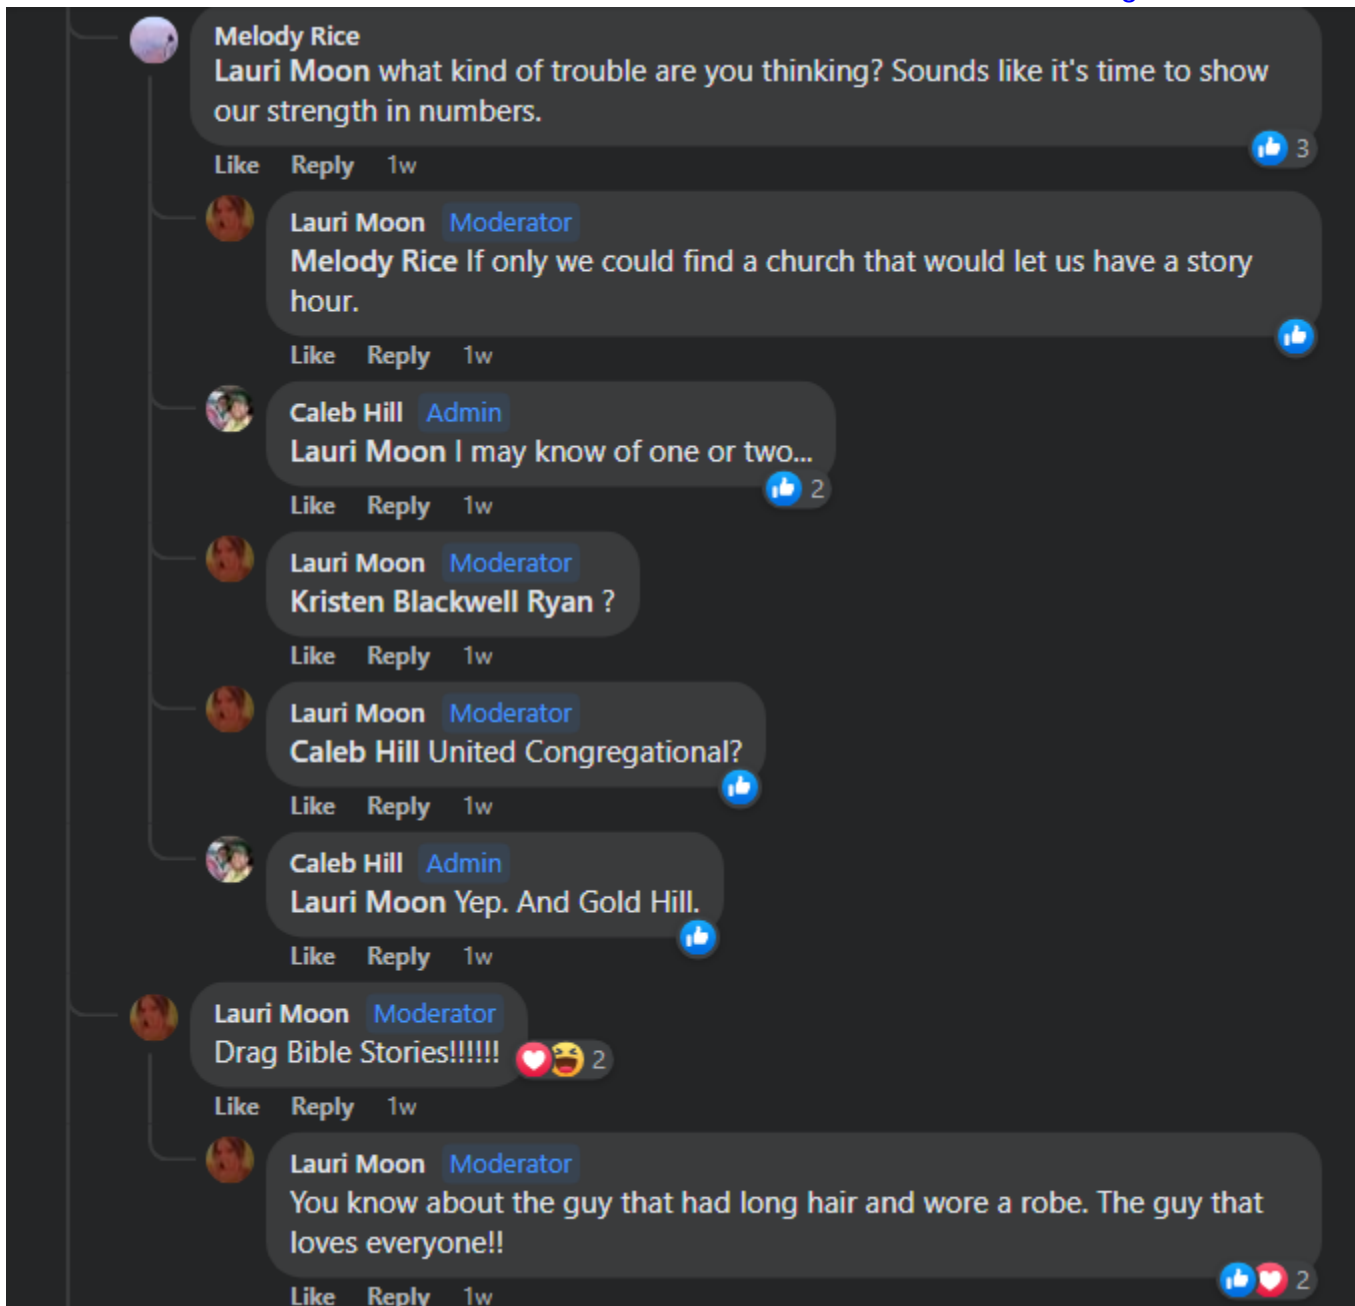 Melody Rice
Lauri Moon what kind of trouble are you thinking? Sounds like it's time to show
our strength in numbers.
3
Like Reply 1w
Lauri Moon Moderator
Melody Rice If only we could find a church that would let us have a story
hour.
Like Reply 1w
Caleb Hill Admin
Lauri Moon I may know of one or two...
2
Like Reply 1w
Lauri Moon Moderator
Kristen Blackwell Ryan ?
Like Reply 1w
Lauri Moon Moderator
Caleb Hill United Congregational?
Like Reply 1w
Caleb Hill Admin
Lauri Moon Yep. And Gold Hill.
Like Reply 1w
Lauri Moon Moderator
Drag Bible Stories!!!!!! 2
Like Reply 1w
Lauri Moon Moderator
You know about the guy that had long hair and wore a robe. The guy that
loves everyone!!
2
Like Reply 1w